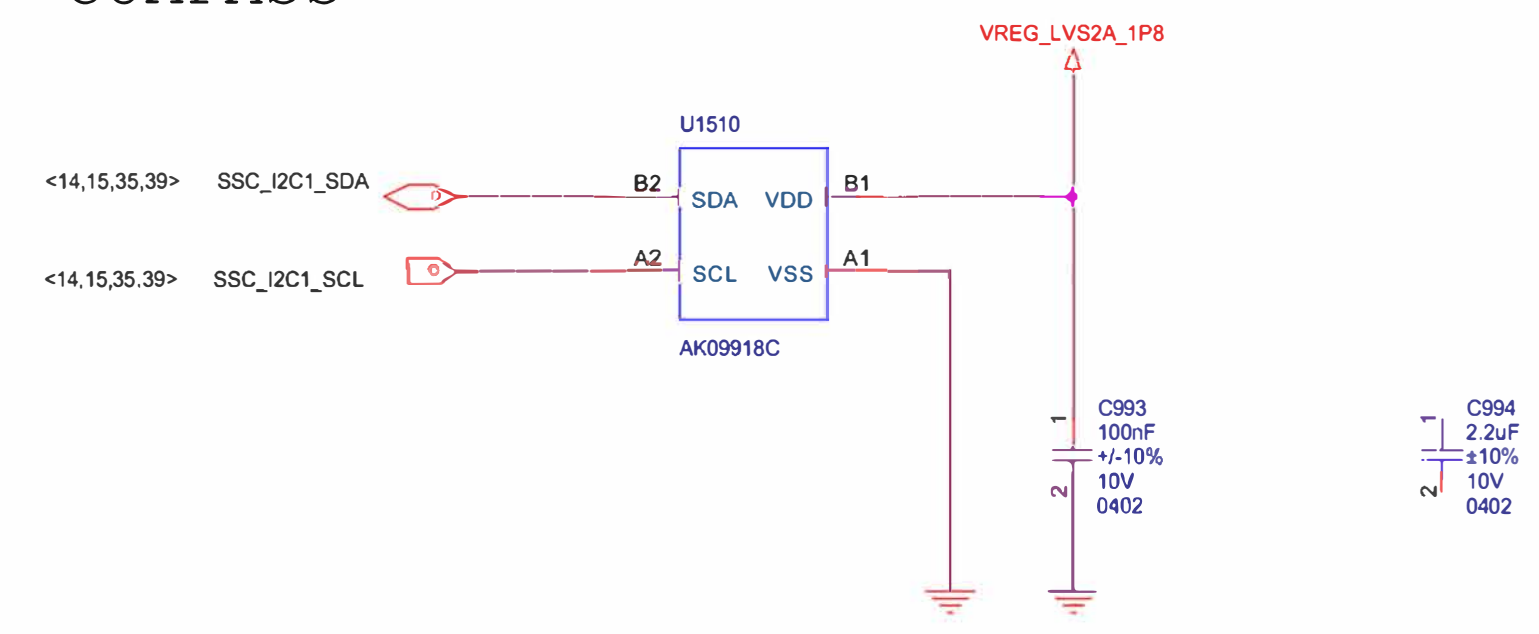 VREG_LVS2A_1P8
U1510
<14,15,35,39> SSC_I2C1_SDA
B2
SDA VDD
B1
<14,15,35,39> SSC_I2C1_SCL
A2
SCL VSS
A1
AK09918C
1
C993
100nF
+/-10%
10V
0402
2
1
C994
2.2uF
±10%
10V
0402
2